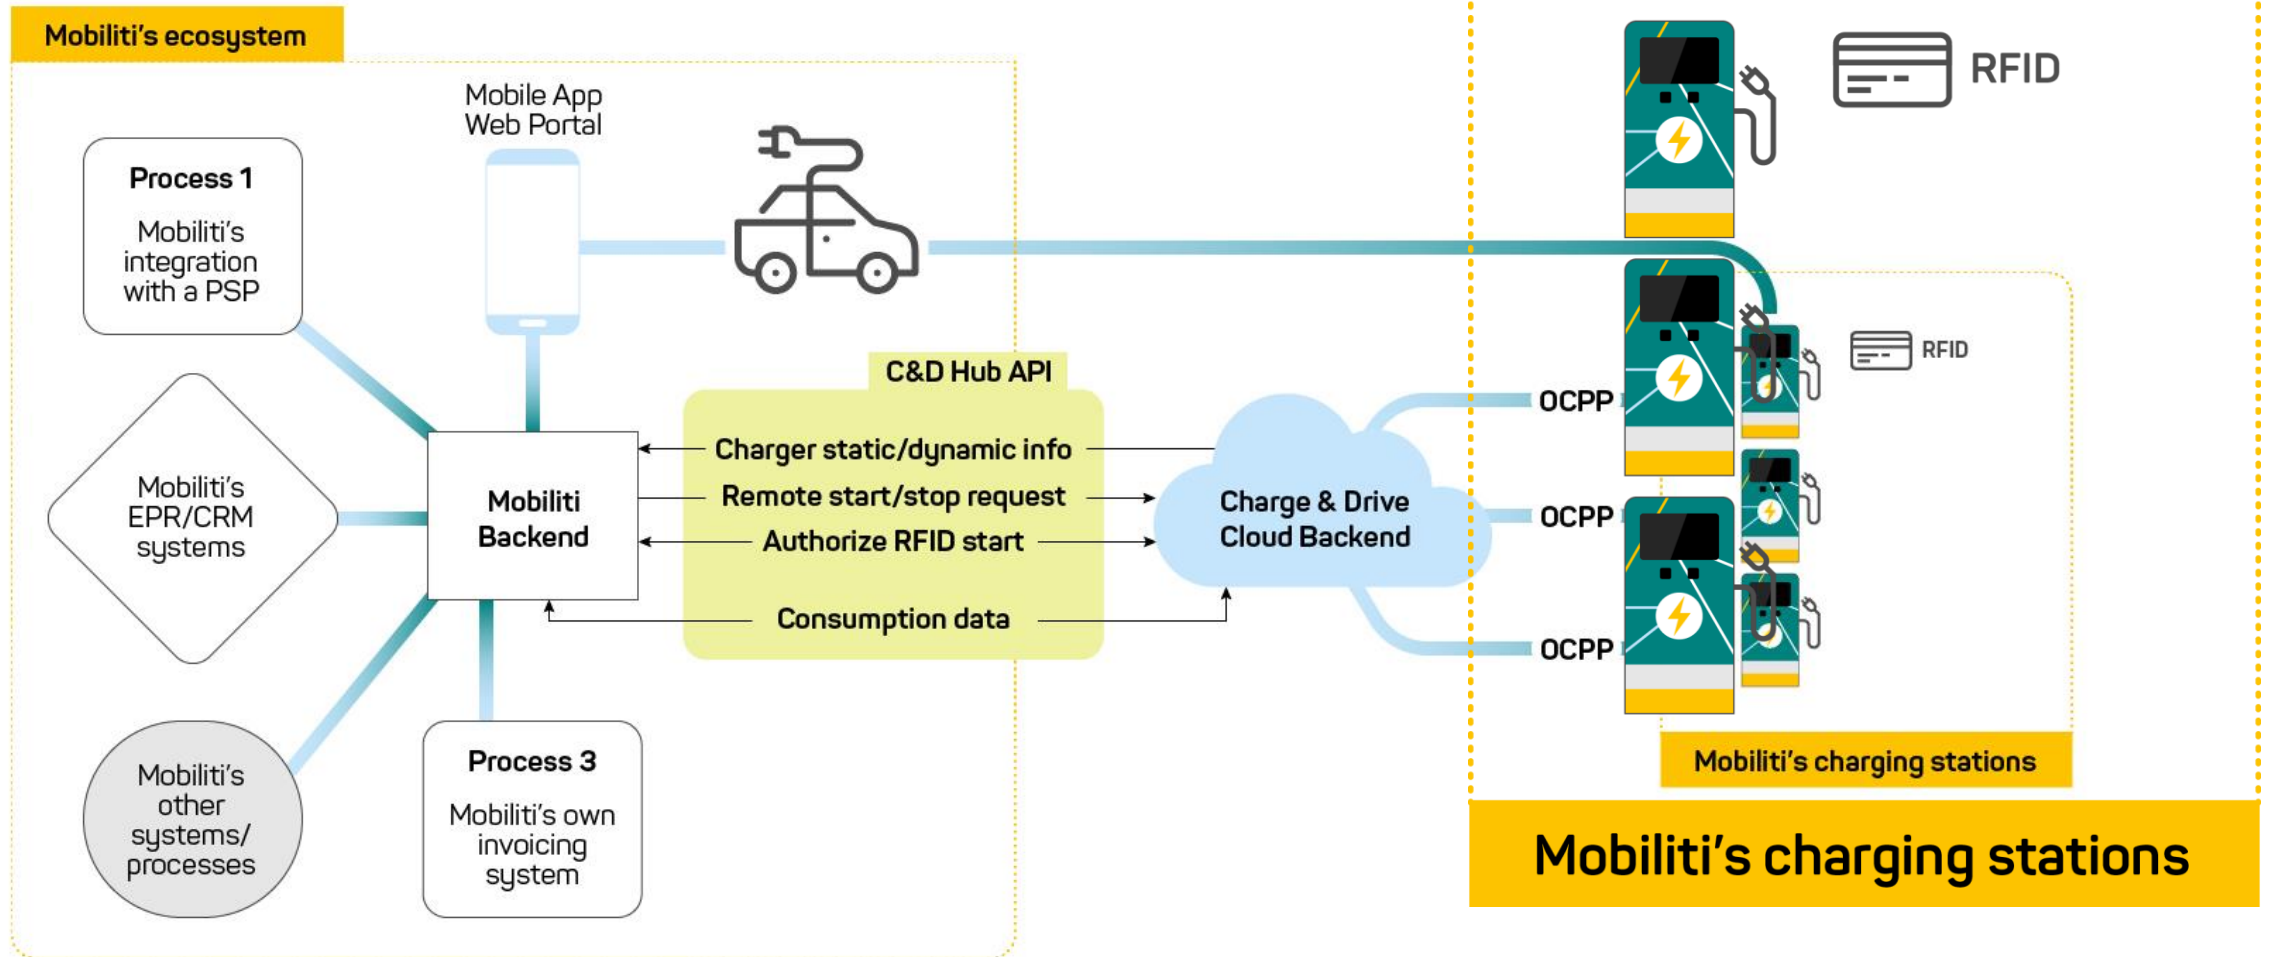 Mobiliti's ecosystem
RFID
Mobile App
Web Portal
Process 1
Mobiliti's
integration
with a PSP
RFID
C&D Hub API
OCPP
Charger static/dynamic info
Mobiliti's
EPR/CRM
systems
Mobiliti
Backend
Remote start/stop request
Authorize RFID start
Charge & Drive
Cloud Backend
OCPP
Consumption data
OCPP
Mobiliti's
other
systems/
processes
Process 3
Mobiliti's own
invoicing
system
Mobiliti's charging stations
Mobiliti's charging stations